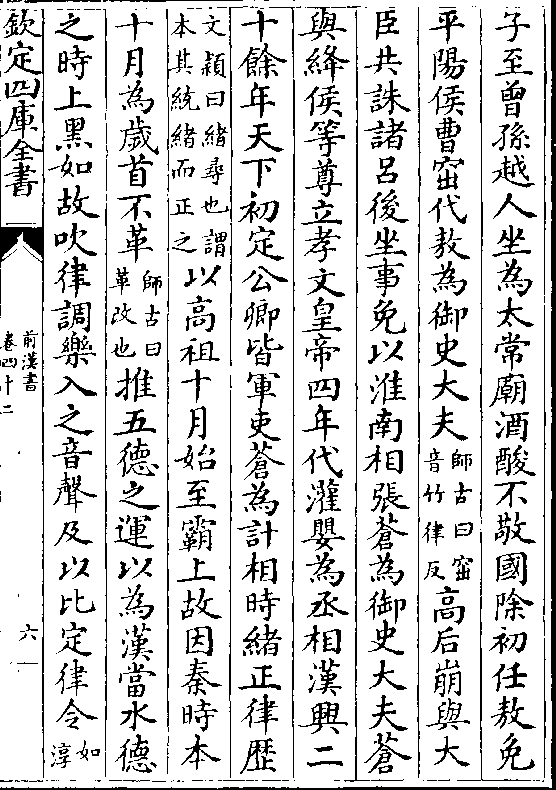 子至曾孫越人坐為太常廟酒酸不敬國除初任敖免
平陽侯曹窋代敖為御史大夫師古曰窋音竹律反高后崩與大
臣共誅諸呂後坐事免以淮南相張蒼為御史大夫蒼
與絳侯等尊立孝文皇帝四年代灌嬰為丞相漢興二
十餘年天下初定公卿皆軍吏蒼為計相時緒正律歴
文穎曰緒尋也謂本其統緒而正之以高祖十月始至霸上故因秦時本
十月為歲首不革師古曰革改也推五德之運以為漢當水德
之時上黑如故吹律調樂入之音聲及以比定律令如淳
欽定四庫全書
前漢書
卷四十二
六